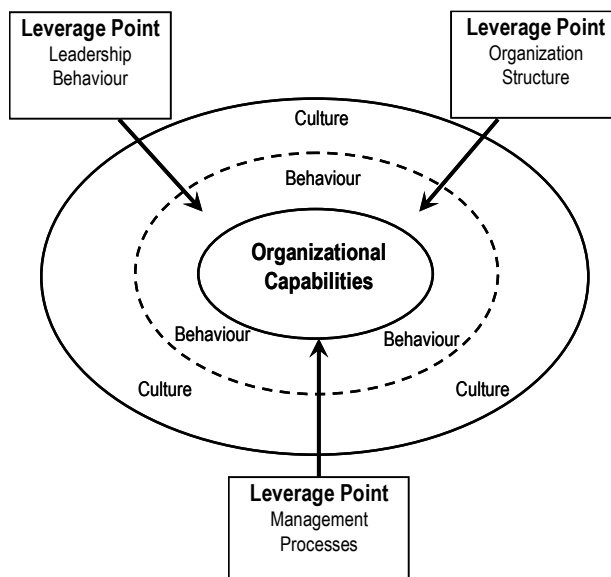 Leverage Point
Leadership
Behaviour
Leverage Point
Organization
Structure
Culture
Behaviour
Organizational
Capabilities
Behaviour
Behaviour
Culture
Culture
Leverage Point
Management
Processes